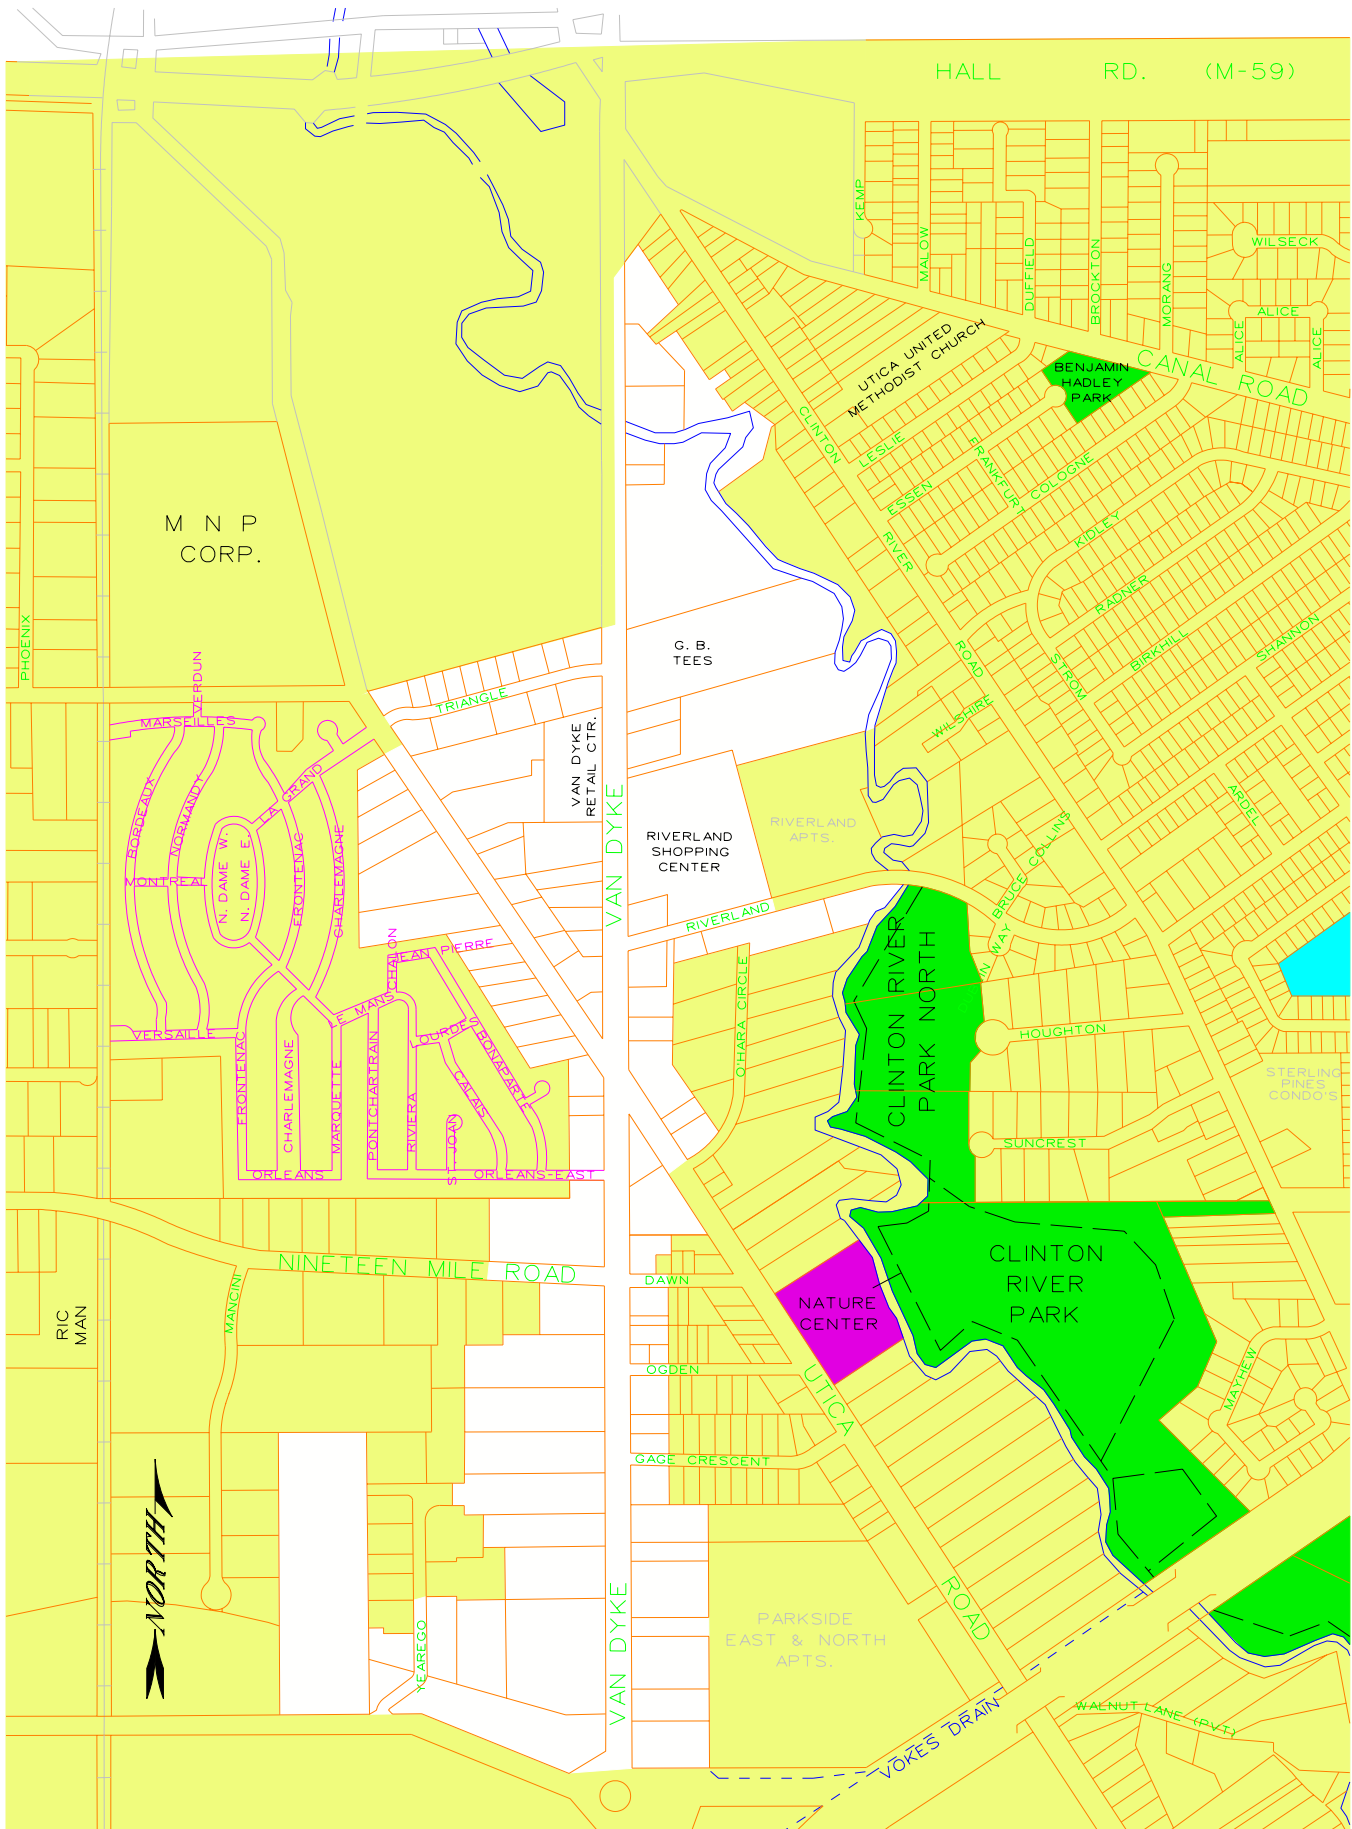 HALL RD. (M-59)
KEMP
MALOW
DUFFIELD
BROCKTON
MORANG
WILSECK
ALICE
ALICE
ALICE
CANAL ROAD
UTICA UNITED
METHODIST CHURCH
BENJAMIN
HADLEY
PARK
CLINTON
RIVER
ROAD
LESLIE
ESSEN
FRANKFURT
COLOGNE
KIDLEY
RADNER
BIRKHILL
SHANNON
STROM
WILSHIRE
ARDEL
M N P
CORP.
PHOENIX
G. B.
TEES
TRIANGLE
VAN DYKE
RETAIL CTR.
VAN DYKE
RIVERLAND
SHOPPING
CENTER
RIVERLAND
APTS.
RIVERLAND
BRUCE COLLINS
IN WAY
VERDUN
MARSEILLES
BORDEAUX
NORMANDY
LA GRAND
MONTREAL
N. DAME W.
N. DAME E.
FRONTENAC
CHARLEMAGNE
CHALON
JEAN PIERRE
LE MANS
VERSAILLE
FRONTENAC
CHARLEMAGNE
MARQUETTE
PONTCHARTRAIN
RIVIERA
OURDES
BONAPARTE
CALAIS
ST. JOAN
ORLEANS
ORLEANS-EAST
O'HARA CIRCLE
CLINTON RIVER
PARK NORTH
HOUGHTON
SUNCREST
STERLING
PINES
CONDO'S
NINETEEN MILE ROAD
MANCINI
RIC
MAN
DAWN
OGDEN
GAGE CRESCENT
NATURE
CENTER
CLINTON
RIVER
PARK
MAYHEW
UTICA
ROAD
NORTH
YEAREGO
VAN DYKE
PARKSIDE
EAST & NORTH
APTS.
VOKES DRAIN
WALNUT LANE (PVT)